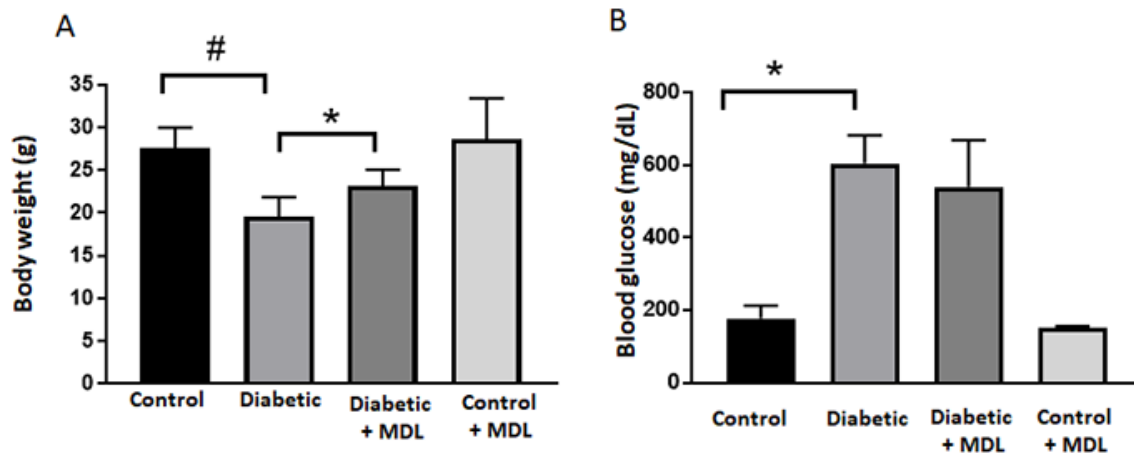 A
#
*
Body weight (g)
35
30
25
20
15
10
5
0
Control
Diabetic
Diabetic
+ MDL
Control
+ MDL
B
*
Blood glucose (mg/dL)
800
600
400
200
0
Control
Diabetic
Diabetic
+ MDL
Control
+ MDL